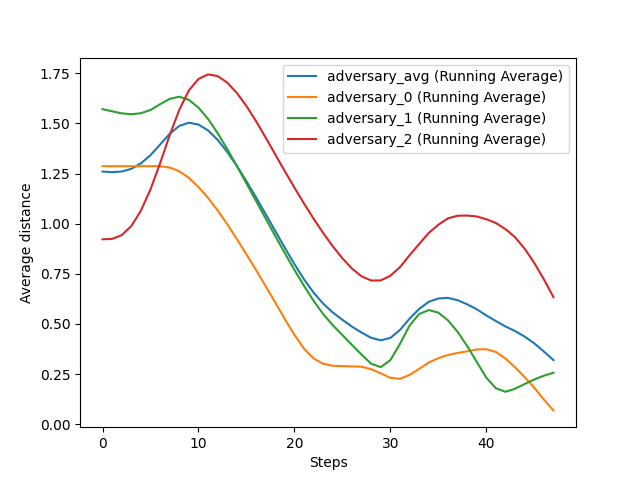 adversary_avg (Running Average)
adversary_0 (Running Average)
adversary_1 (Running Average)
adversary_2 (Running Average)
Average distance
1.75
1.50
1.25
1.00
0.75
0.50
0.25
0.00
0 10 20 30 40
Steps